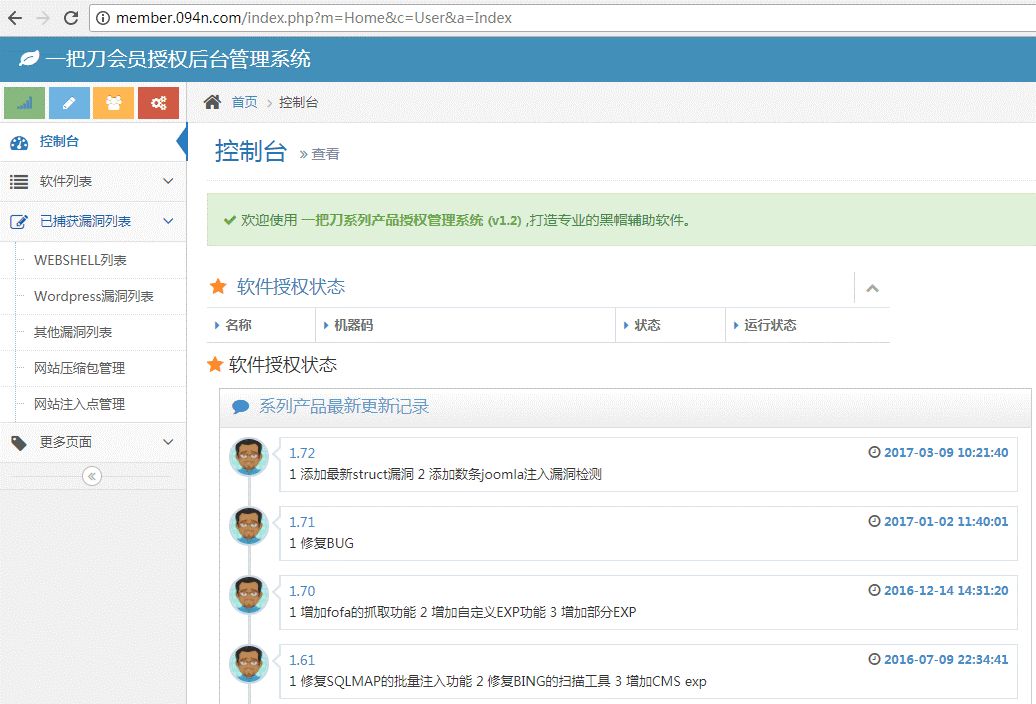 member.094n.com/index.php?m=Home&c=User&a=Index
一把刀会员授权后台管理系统
首页 > 控制台
控制台
控制台 » 查看
软件列表
已捕获漏洞列表
欢迎使用 一把刀系列产品授权管理系统 (v1.2) ,打造专业的黑帽辅助软件。
WEBSHELL列表
Wordpress漏洞列表
其他漏洞列表
网站压缩包管理
网站注入点管理
更多页面
软件授权状态
名称 机器码 状态 运行状态
软件授权状态
系列产品最新更新记录
1.72 2017-03-09 10:21:40
1 添加最新struct漏洞 2 添加数条joomla注入漏洞检测
1.71 2017-01-02 11:40:01
1 修复BUG
1.70 2016-12-14 14:31:20
1 增加fofa的抓取功能 2 增加自定义EXP功能 3 增加部分EXP
1.61 2016-07-09 22:34:41
1 修复SQLMAP的批量注入功能 2 修复BING的扫描工具 3 增加CMS exp